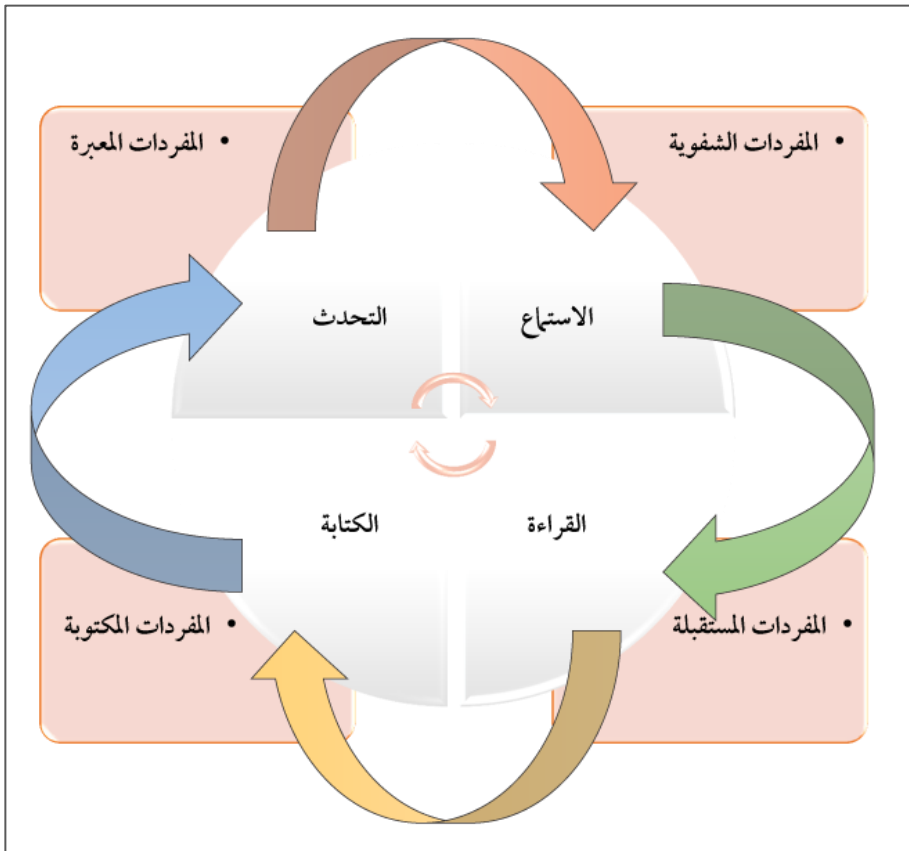 • المفردات الشفوية
• المفردات المعبرة
الاستماع
التحدث
القراءة
الكتابة
• المفردات المستقبلة
• المفردات المكتوبة